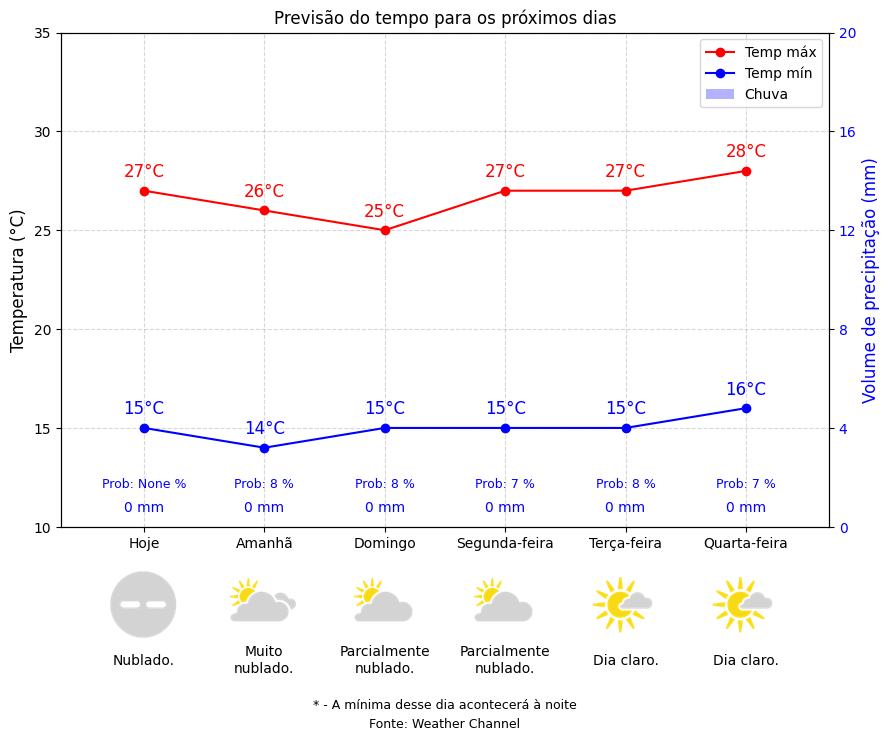 Previsão do tempo para os próximos dias
35
30
25
20
15
10
Temperatura (°C)
20
16
12
8
4
0
Volume de precipitação (mm)
Temp máx
Temp mín
Chuva
27°C 26°C 25°C 27°C 27°C 28°C
15°C 14°C 15°C 15°C 15°C 16°C
Prob: None % Prob: 8 % Prob: 8 % Prob: 7 % Prob: 8 % Prob: 7 %
0 mm 0 mm 0 mm 0 mm 0 mm 0 mm
Hoje Amanhã Domingo Segunda-feira Terça-feira Quarta-feira
Nublado.
Muito
nublado.
Parcialmente
nublado.
Parcialmente
nublado.
Dia claro.
Dia claro.
* - A mínima desse dia acontecerá à noite
Fonte: Weather Channel